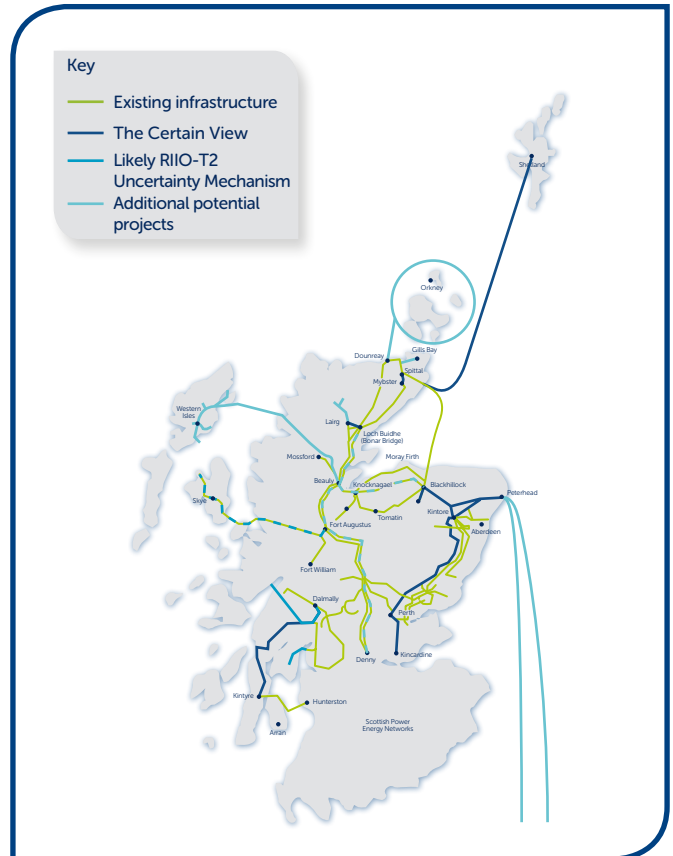 Key
Existing infrastructure
The Certain View
Likely RIIO-T2
Uncertainty Mechanism
Additional potential
projects
Shetland
Orkney
Gills Bay
Dounreay
Spittal
Mybster
Western
Isles
Lairg
Loch Buidhe
(Bonar Bridge)
Mossford
Moray Firth
Beauly
Knocknagael
Blackhillock
Peterhead
Skye
Kintore
Tomatin
Fort Augustus
Aberdeen
Fort William
Dalmally
Perth
Denny
Kincardine
Kintyre
Hunterston
Arran
Scottish Power
Energy Networks